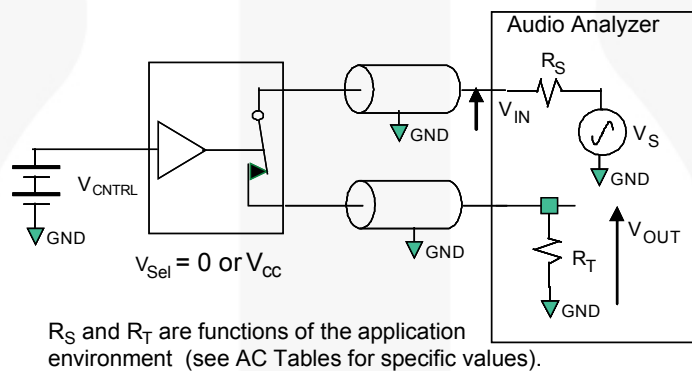 Audio Analyzer
R_S
V_IN
V_S
GND
GND
V_CNTRL
GND
GND
V_OUT
R_T
V_Sel = 0 or V_cc
GND
R_S and R_T are functions of the application
environment (see AC Tables for specific values).